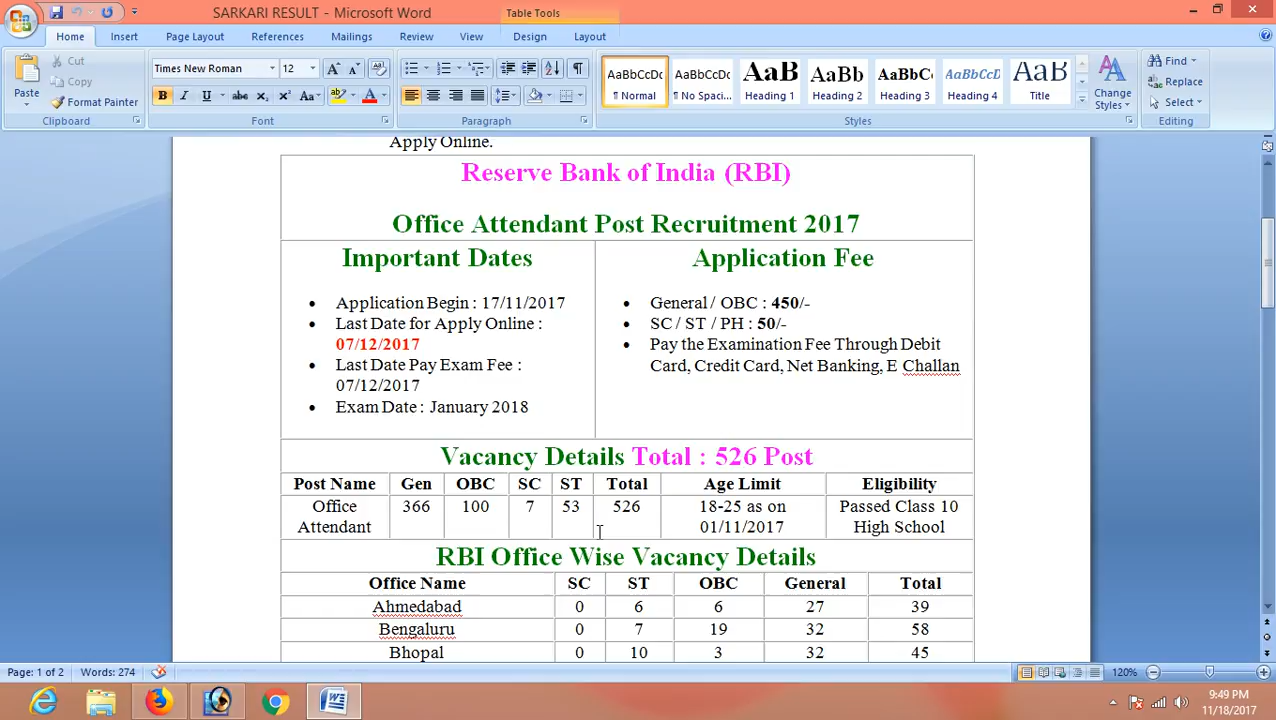 SARKARI RESULT - Microsoft Word
Table Tools
Home Insert Page Layout References Mailings Review View Design Layout
Paste
Cut
Copy
Format Painter
Clipboard
Times New Roman 12
Font
Paragraph
AaBbCcDc AaBbCcDc AaB AaBb AaBbCc AaBbCcD AaB
¶ Normal ¶ No Spaci... Heading 1 Heading 2 Heading 3 Heading 4 Title
Change
Styles
Styles
Find
Replace
Select
Editing
Apply Online.
Reserve Bank of India (RBI)
Office Attendant Post Recruitment 2017
Important Dates
• Application Begin : 17/11/2017
• Last Date for Apply Online :
07/12/2017
• Last Date Pay Exam Fee :
07/12/2017
• Exam Date : January 2018
Application Fee
• General / OBC : 450/-
• SC / ST / PH : 50/-
• Pay the Examination Fee Through Debit
Card, Credit Card, Net Banking, E Challan
Vacancy Details Total : 526 Post
Post Name Gen OBC SC ST Total Age Limit Eligibility
Office Attendant 366 100 7 53 526 18-25 as on 01/11/2017 Passed Class 10 High School
RBI Office Wise Vacancy Details
Office Name SC ST OBC General Total
Ahmedabad 0 6 6 27 39
Bengaluru 0 7 19 32 58
Bhopal 0 10 3 32 45
Page: 1 of 2 Words: 274 120%
9:49 PM
11/18/2017